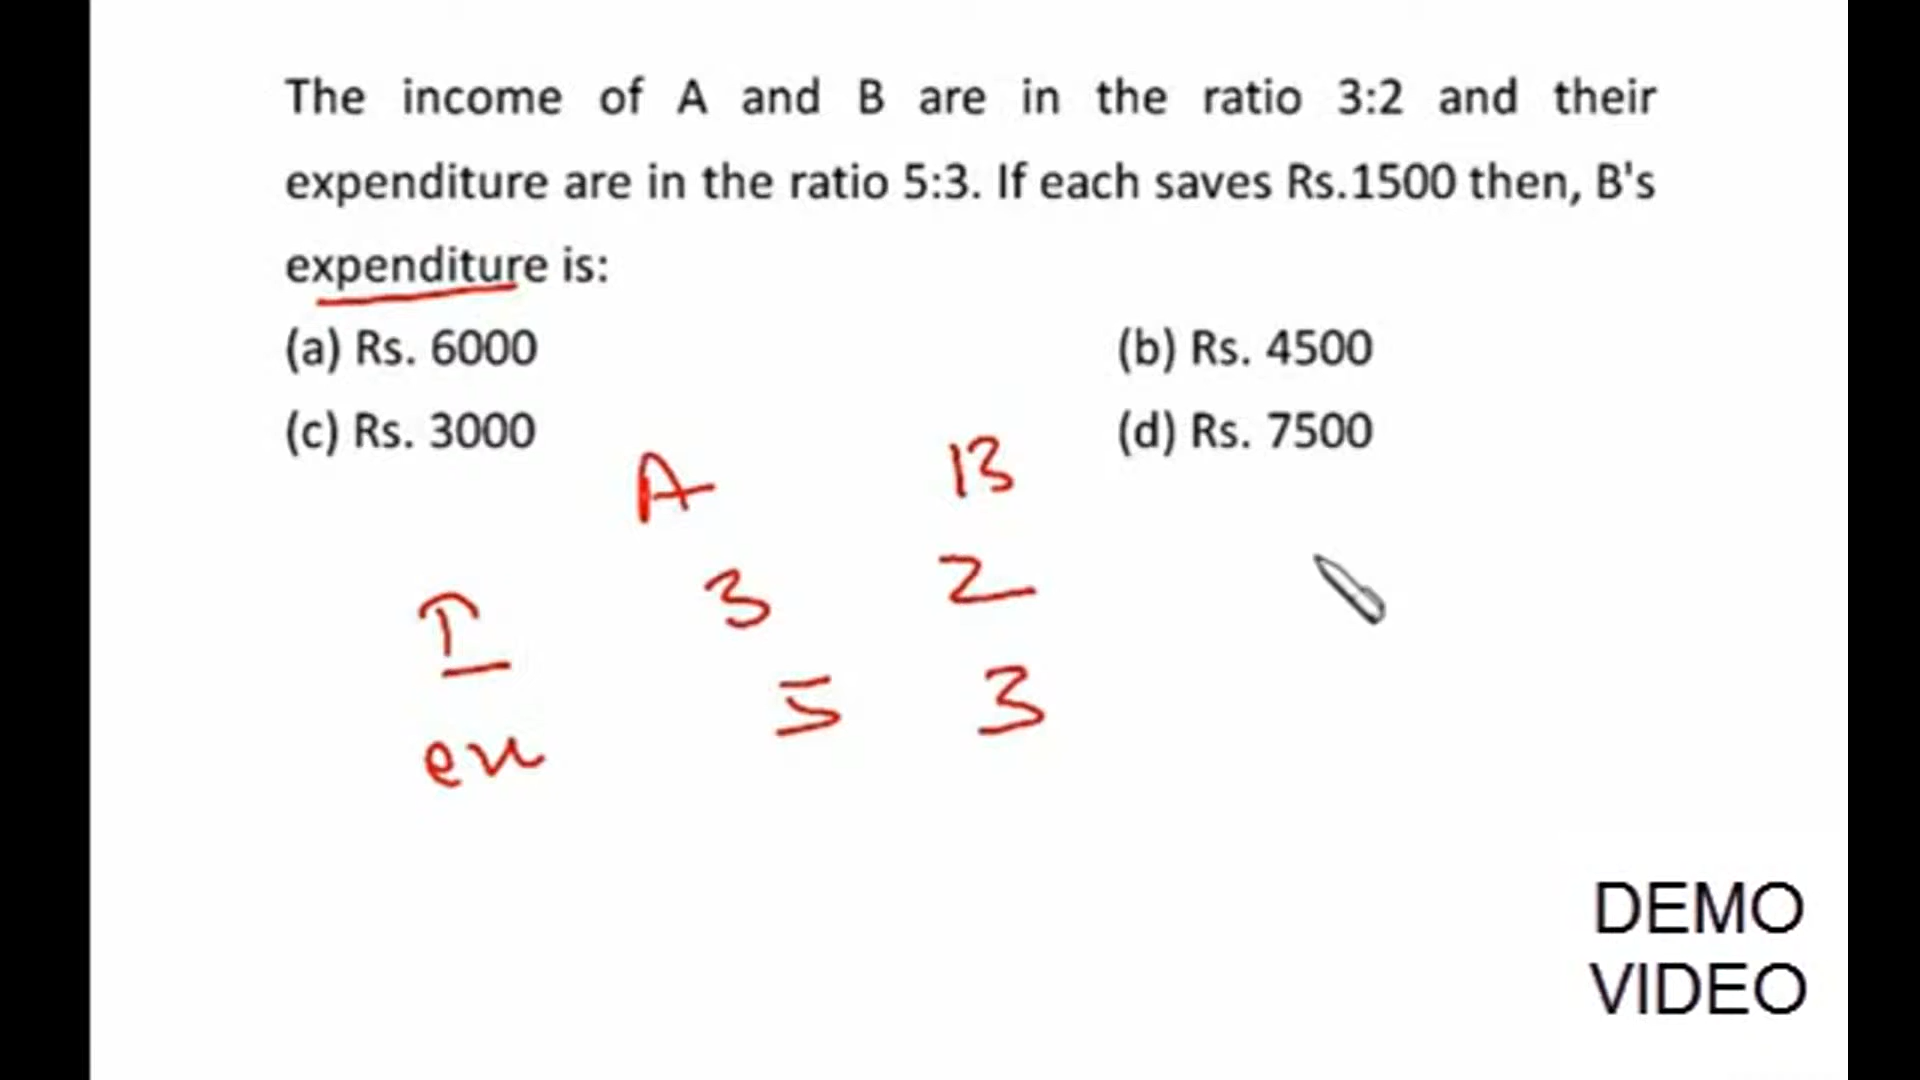 The income of A and B are in the ratio 3:2 and their
expenditure are in the ratio 5:3. If each saves Rs.1500 then, B's
expenditure is:
(a) Rs. 6000 (b) Rs. 4500
(c) Rs. 3000 (d) Rs. 7500
A B
I 3 2
ex 5 3
DEMO
VIDEO